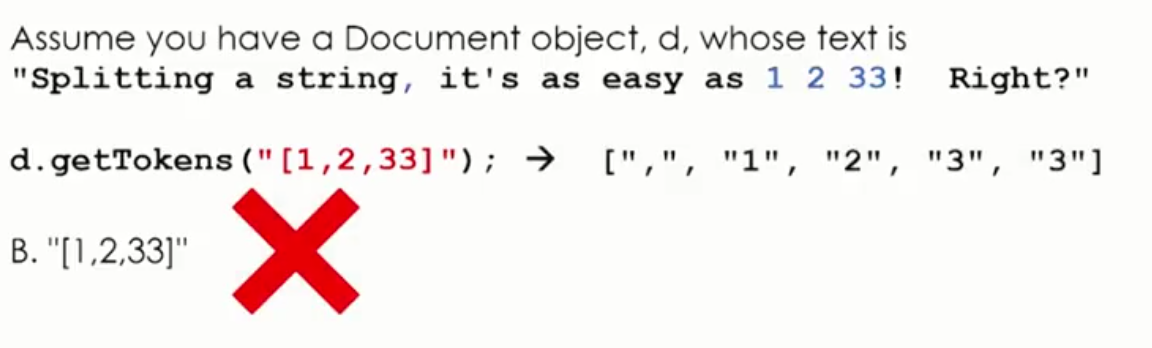 Assume you have a Document object, d, whose text is
"Splitting a string, it's as easy as 1 2 33!  Right?"
d.getTokens("[1,2,33]"); → [",", "1", "2", "3", "3"]
B. "[1,2,33]"